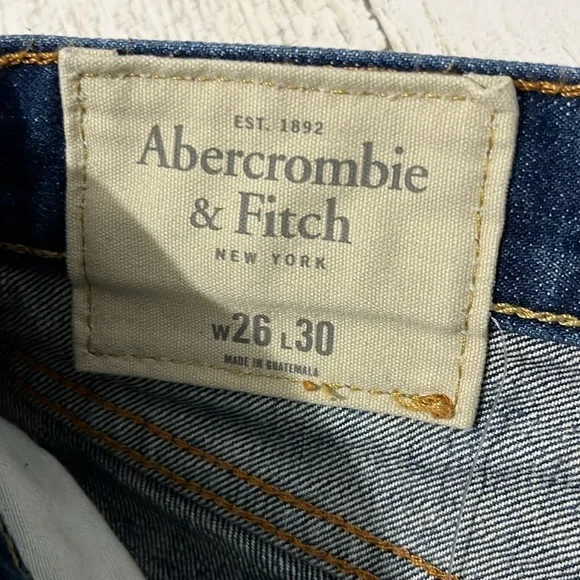 EST. 1892
Abercrombie
& Fitch
NEW YORK
W26 L30
MADE IN GUATEMALA